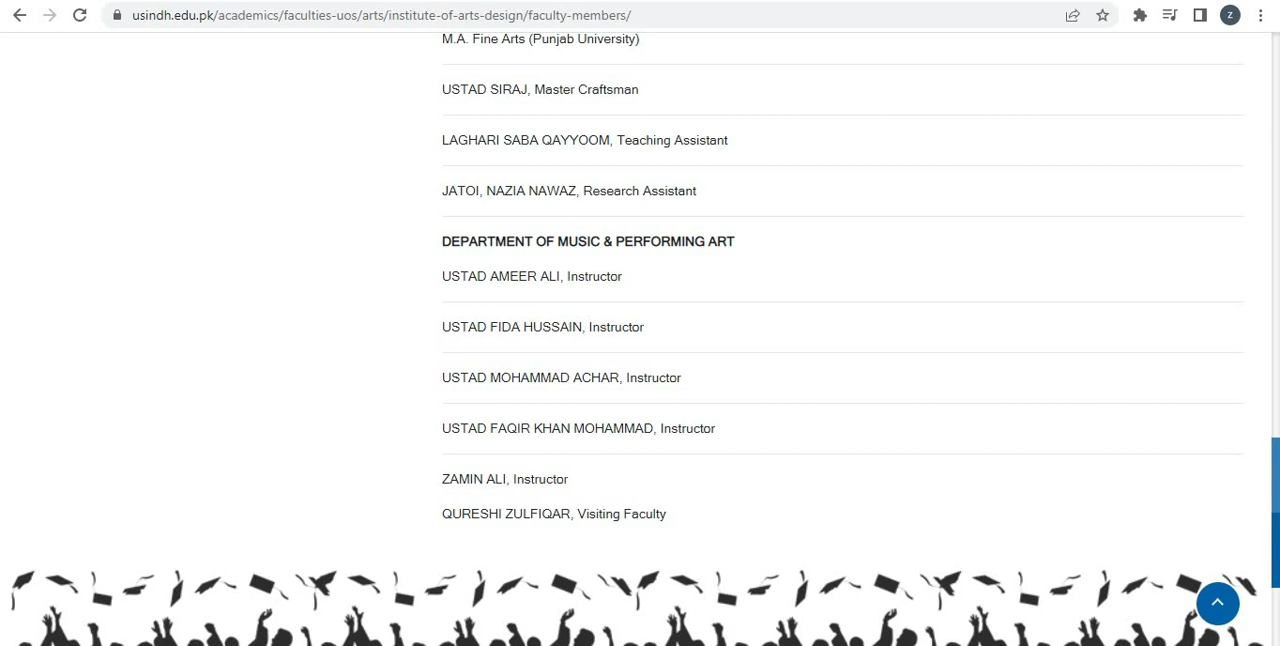 usindh.edu.pk/academics/faculties-uos/arts/institute-of-arts-design/faculty-members/
Z
M.A. Fine Arts (Punjab University)
USTAD SIRAJ, Master Craftsman
LAGHARI SABA QAYYOOM, Teaching Assistant
JATOI, NAZIA NAWAZ, Research Assistant
DEPARTMENT OF MUSIC & PERFORMING ART
USTAD AMEER ALI, Instructor
USTAD FIDA HUSSAIN, Instructor
USTAD MOHAMMAD ACHAR, Instructor
USTAD FAQIR KHAN MOHAMMAD, Instructor
ZAMIN ALI, Instructor
QURESHI ZULFIQAR, Visiting Faculty